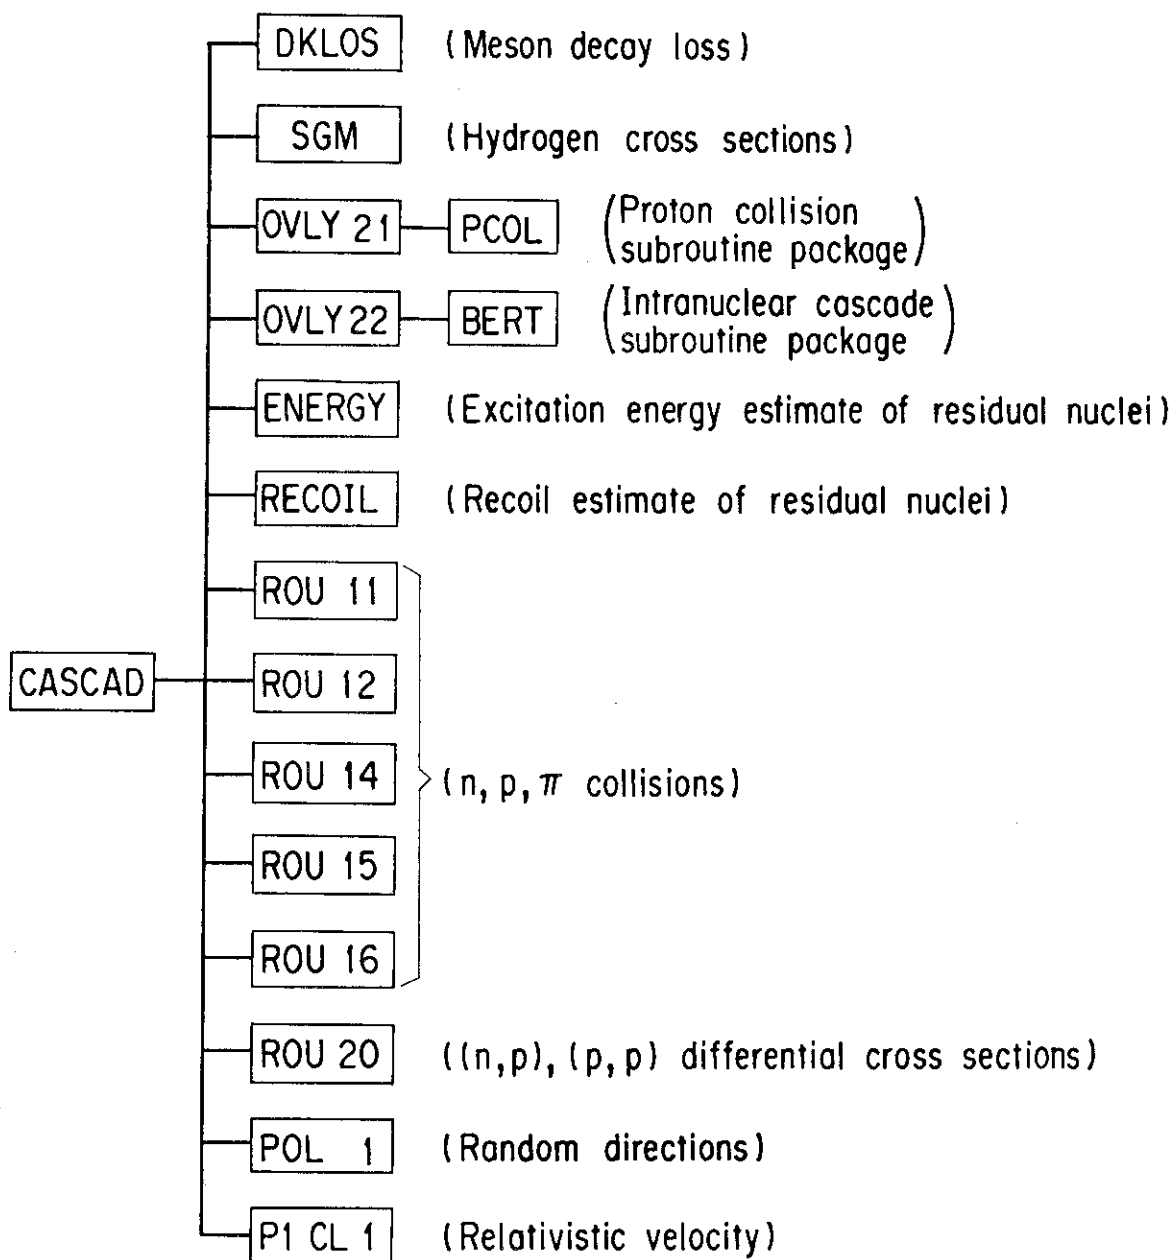 DKLOS (Meson decay loss)
SGM (Hydrogen cross sections)
OVLY 21 PCOL (Proton collision
subroutine package)
OVLY 22 BERT (Intranuclear cascade
subroutine package)
ENERGY (Excitation energy estimate of residual nuclei)
RECOIL (Recoil estimate of residual nuclei)
ROU 11
ROU 12
CASCAD
ROU 14 (n, p, π collisions)
ROU 15
ROU 16
ROU 20 ((n,p), (p, p) differential cross sections)
POL 1 (Random directions)
P1 CL 1 (Relativistic velocity)